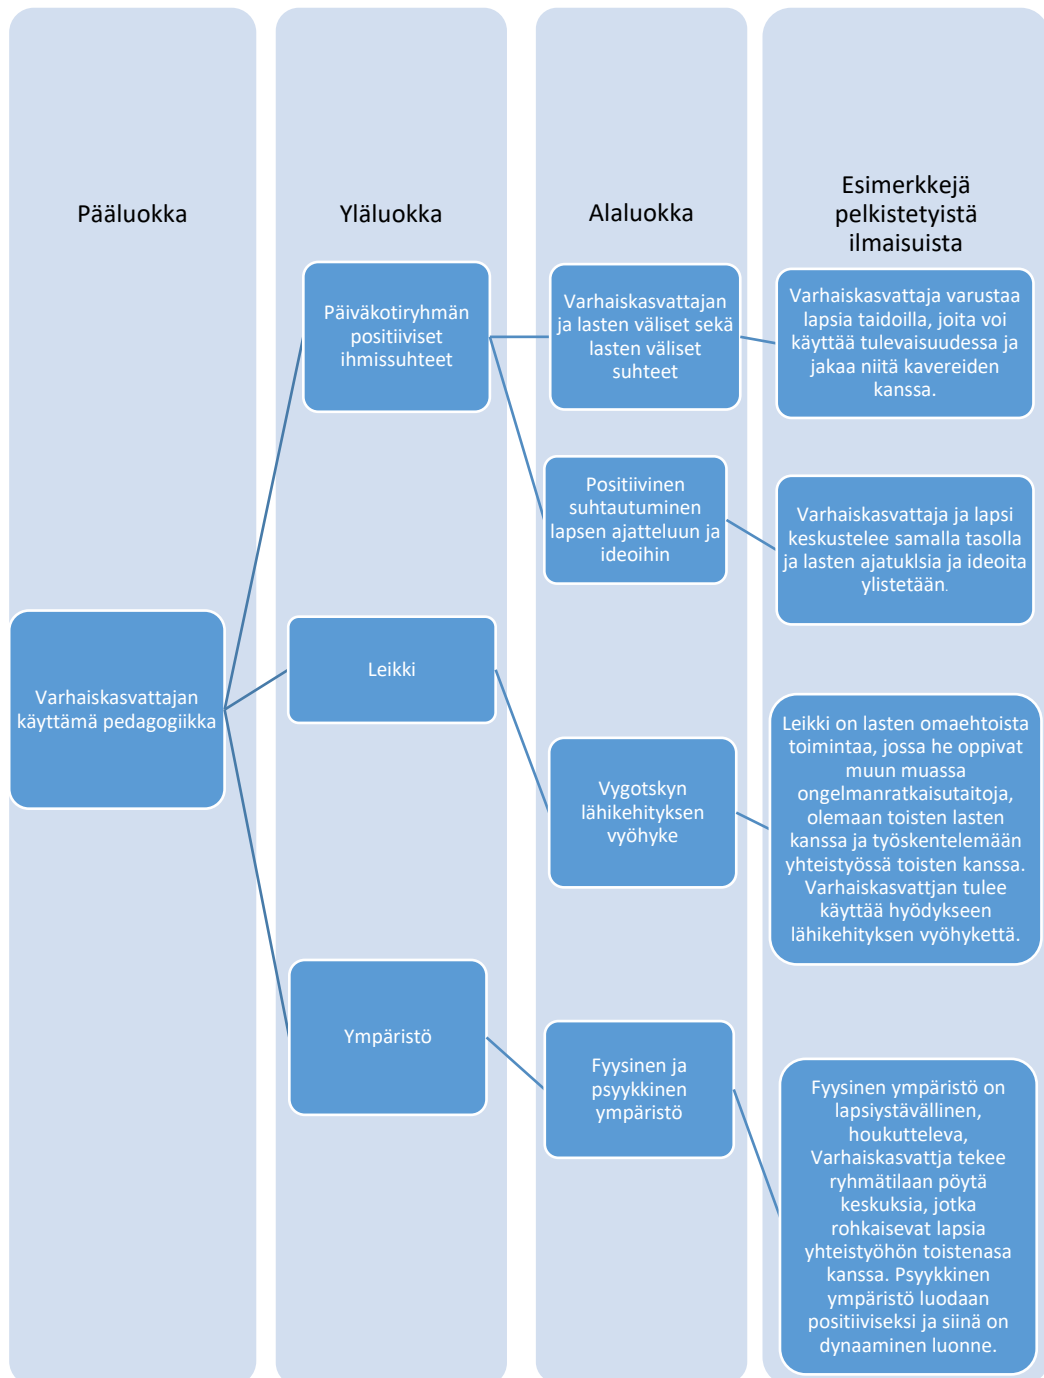 Pääluokka
Yläluokka
Alaluokka
Esimerkkejä
pelkistetyistä
ilmaisuista
Varhaiskasvattajan
käyttämä pedagogiikka
Päiväkotiryhmän
positiiviset
ihmissuhteet
Leikki
Ympäristö
Varhaiskasvattajan
ja lasten väliset sekä
lasten väliset
suhteet
Positiivinen
suhtautuminen
lapsen ajatteluun ja
ideoihin
Vygotskyn
lähikehityksen
vyöhyke
Fyysinen ja
psyykkinen
ympäristö
Varhaiskasvattaja varustaa
lapsia taidoilla, joita voi
käyttää tulevaisuudessa ja
jakaa niitä kavereiden
kanssa.
Varhaiskasvattaja ja lapsi
keskustelee samalla tasolla
ja lasten ajatuklsia ja ideoita
ylistetään.
Leikki on lasten omaehtoista
toimintaa, jossa he oppivat
muun muassa
ongelmanratkaisutaitoja,
olemaan toisten lasten
kanssa ja työskentelemään
yhteistyössä toisten kanssa.
Varhaiskasvattjan tulee
käyttää hyödykseen
lähikehityksen vyöhykettä.
Fyysinen ympäristö on
lapsiystävällinen,
houkutteleva,
Varhaiskasvattja tekee
ryhmätilaan pöytä
keskuksia, jotka
rohkaisevat lapsia
yhteistyöhön toistenasa
kanssa. Psyykkinen
ympäristö luodaan
positiiviseksi ja siinä on
dynaaminen luonne.